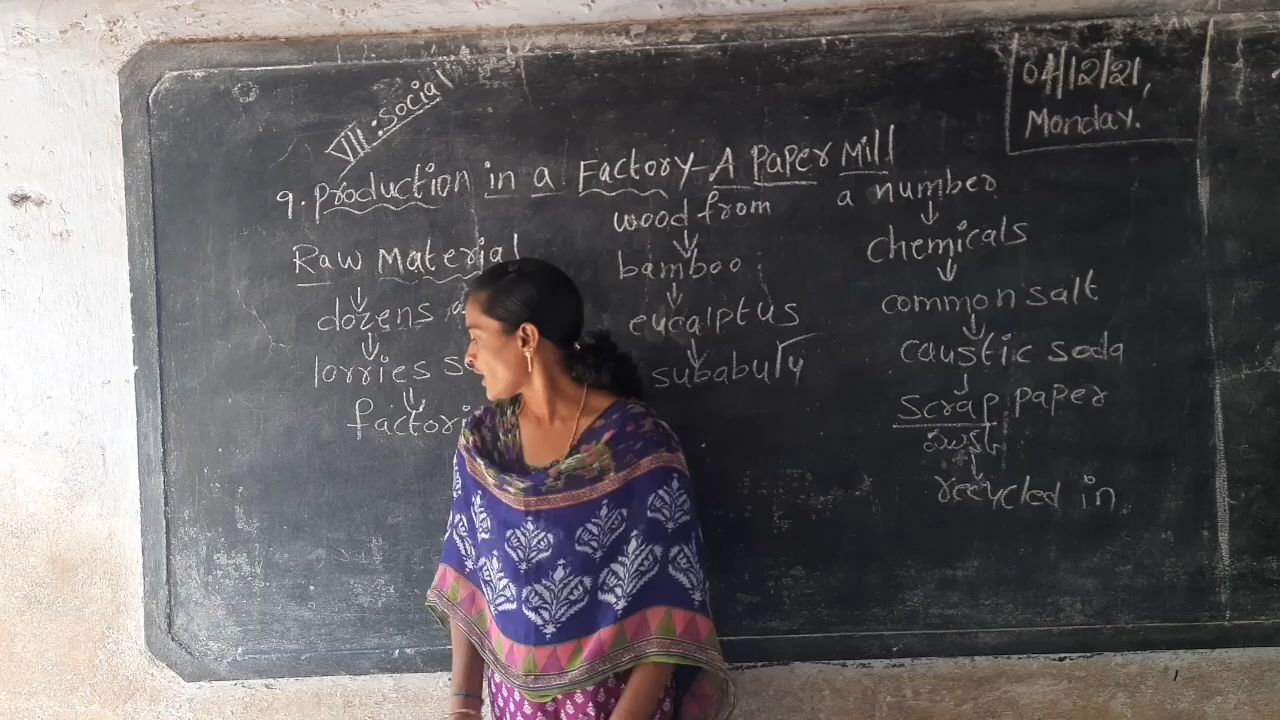 VII : Social
04/12/21,
Monday.
9. Production in a Factory - A Paper Mill
Raw Material
↓
dozens
↓
lorries
↓
wood from
↓
bamboo
↓
eucalptus
↓
subabuly
a number
↓
chemicals
↓
common salt
↓
caustic soda
↓
Scrap paper
↓
recycled in.